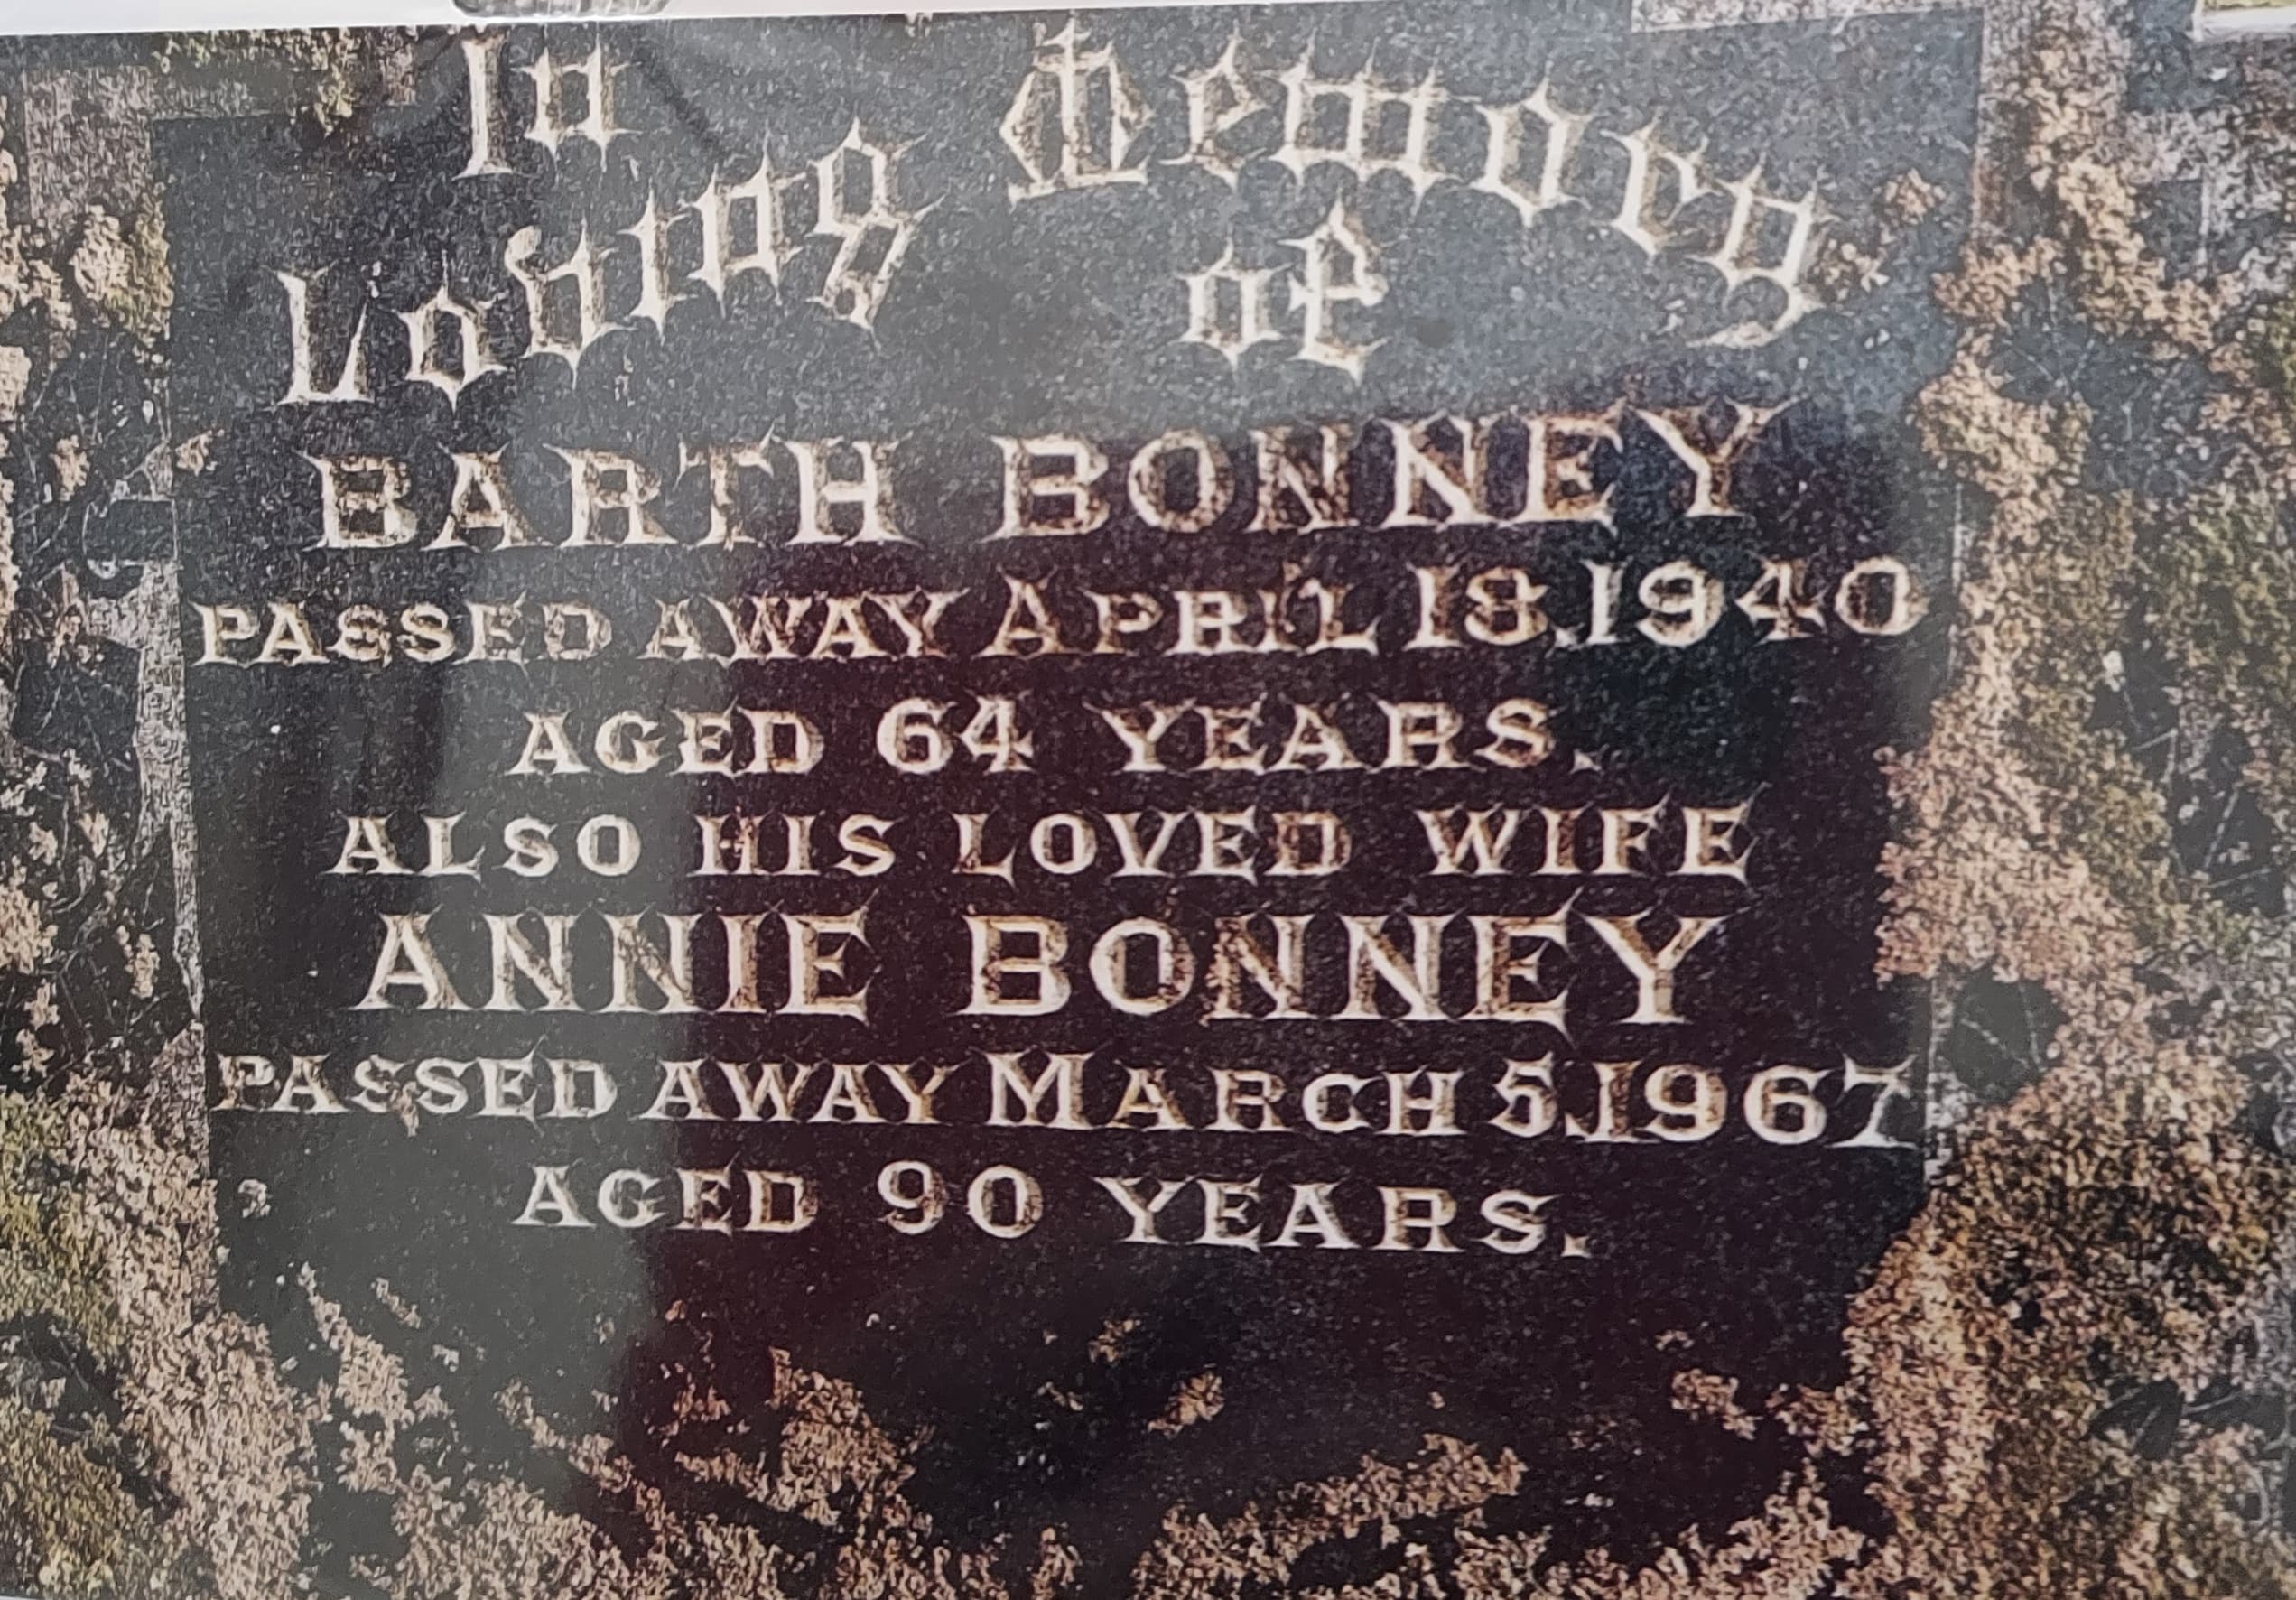 In
Loving Memory
of
BARTH BONNEY
PASSED AWAY APRIL 18, 1940
AGED 64 YEARS.
ALSO HIS LOVED WIFE
ANNIE BONNEY
PASSED AWAY MARCH 5, 1967
AGED 90 YEARS.